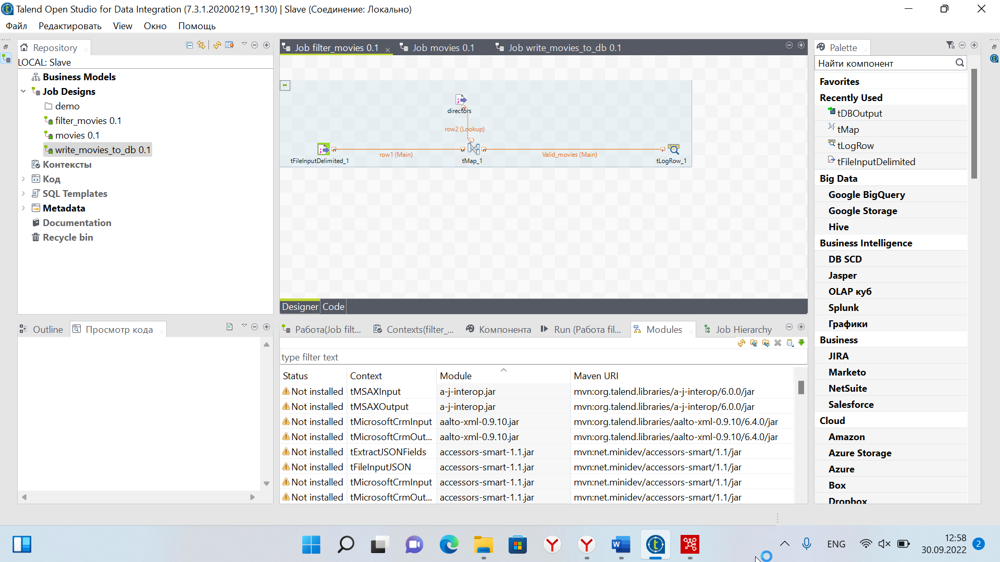 Talend Open Studio for Data Integration (7.3.1.20200219_1130) | Slave (Соединение: Локально)
Файл Редактировать View Окно Помощь
Repository
LOCAL: Slave
Business Models
Job Designs
demo
filter_movies 0.1
movies 0.1
write_movies_to_db 0.1
Контексты
Код
SQL Templates
Metadata
Documentation
Recycle bin
Job filter_movies 0.1 Job movies 0.1 Job write_movies_to_db 0.1
directors
row2 (Lookup)
row1 (Main)
Valid_movies (Main)
tFileInputDelimited_1 tMap_1 tLogRow_1
Designer Code
Palette
Найти компонент
Favorites
Recently Used
tDBOutput
tMap
tLogRow
tFileInputDelimited
Big Data
Google BigQuery
Google Storage
Hive
Business Intelligence
DB SCD
Jasper
OLAP куб
Splunk
Графики
Business
JIRA
Marketo
NetSuite
Salesforce
Cloud
Amazon
Azure Storage
Azure
Box
Dropbox
Outline Просмотр кода
Работа(Job filt... Contexts(filter_... Компонента Run (Работа fil... Modules Job Hierarchy
type filter text
Status Context Module Maven URI
Not installed tMSAXInput a-j-interop.jar mvn:org.talend.libraries/a-j-interop/6.0.0/jar
Not installed tMSAXOutput a-j-interop.jar mvn:org.talend.libraries/a-j-interop/6.0.0/jar
Not installed tMicrosoftCrmInput aalto-xml-0.9.10.jar mvn:org.talend.libraries/aalto-xml-0.9.10/6.4.0/jar
Not installed tMicrosoftCrmOut... aalto-xml-0.9.10.jar mvn:org.talend.libraries/aalto-xml-0.9.10/6.4.0/jar
Not installed tExtractJSONFields accessors-smart-1.1.jar mvn:net.minidev/accessors-smart/1.1/jar
Not installed tFileInputJSON accessors-smart-1.1.jar mvn:net.minidev/accessors-smart/1.1/jar
Not installed tMicrosoftCrmInput accessors-smart-1.1.jar mvn:net.minidev/accessors-smart/1.1/jar
Not installed tMicrosoftCrmOut... accessors-smart-1.1.jar mvn:net.minidev/accessors-smart/1.1/jar
ENG
12:58
30.09.2022
2